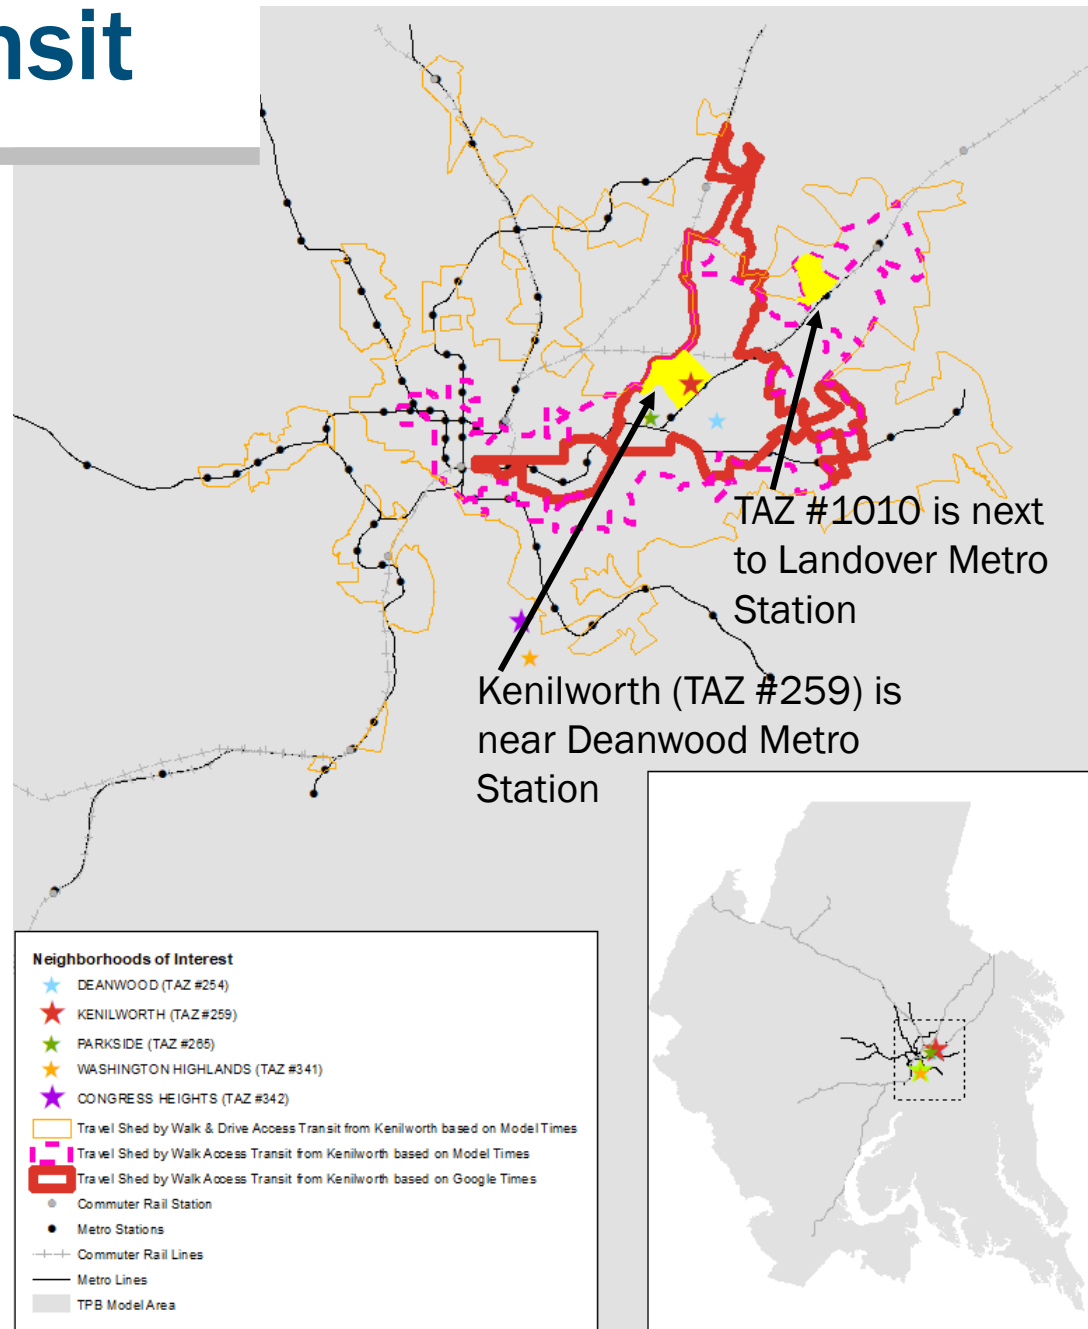 nsit
TAZ #1010 is next
to Landover Metro
Station
Kenilworth (TAZ #259) is
near Deanwood Metro
Station
Neighborhoods of Interest
DEANWOOD (TAZ #254)
KENILWORTH (TAZ #259)
PARKSIDE (TAZ #265)
WASHINGTON HIGHLANDS (TAZ #341)
CONGRESS HEIGHTS (TAZ #342)
Travel Shed by Walk & Drive Access Transit from Kenilworth based on Model Times
Travel Shed by Walk Access Transit from Kenilworth based on Model Times
Travel Shed by Walk Access Transit from Kenilworth based on Google Times
Commuter Rail Station
Metro Stations
Commuter Rail Lines
Metro Lines
TPB Model Area